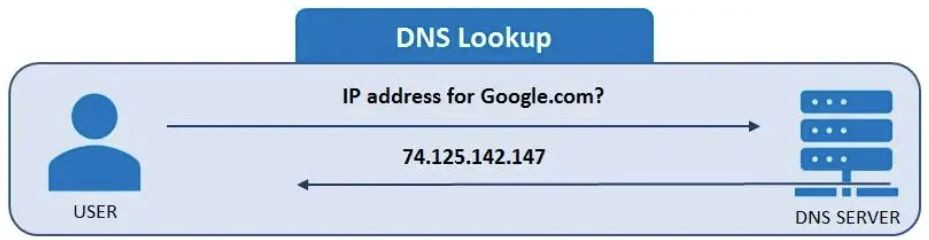 DNS Lookup
IP address for Google.com?
74.125.142.147
USER
DNS SERVER